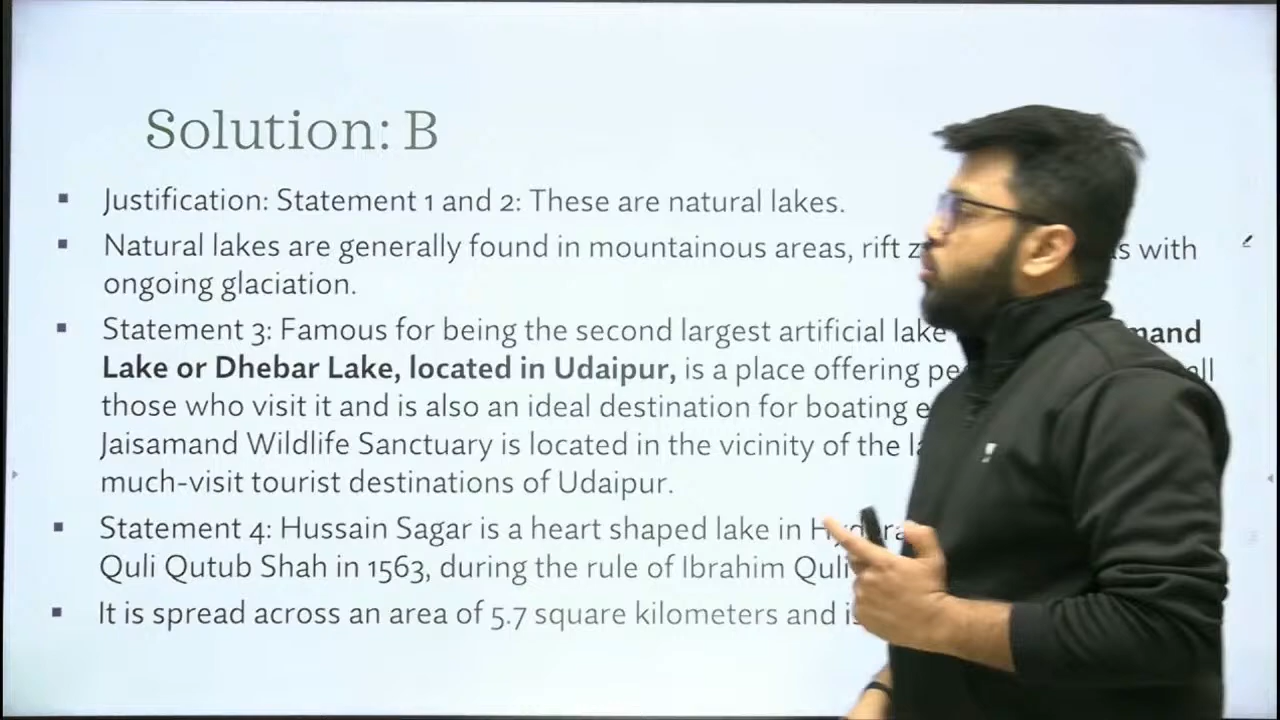 Solution: B
▪ Justification: Statement 1 and 2: These are natural lakes.
▪ Natural lakes are generally found in mountainous areas, rift with
ongoing glaciation.
▪ Statement 3: Famous for being the second largest artificial lake
Lake or Dhebar Lake, located in Udaipur, is a place offering
those who visit it and is also an ideal destination for boating
Jaisamand Wildlife Sanctuary is located in the vicinity of the
much-visit tourist destinations of Udaipur.
▪ Statement 4: Hussain Sagar is a heart shaped lake in
Quli Qutub Shah in 1563, during the rule of Ibrahim Quli
▪ It is spread across an area of 5.7 square kilometers and